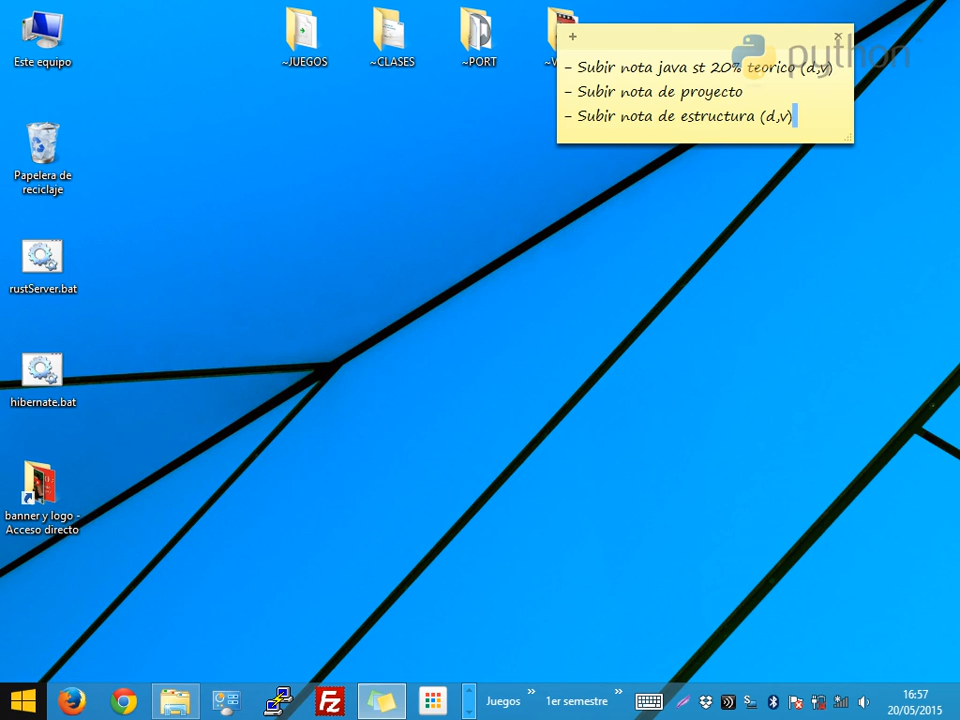 Este equipo
~JUEGOS
~CLASES
~PORT
- Subir nota java st 20% teorico (d,v)
- Subir nota de proyecto
- Subir nota de estructura (d,v)
python
Papelera de
reciclaje
rustServer.bat
hibernate.bat
banner y logo -
Acceso directo
Juegos
1er semestre
16:57
20/05/2015